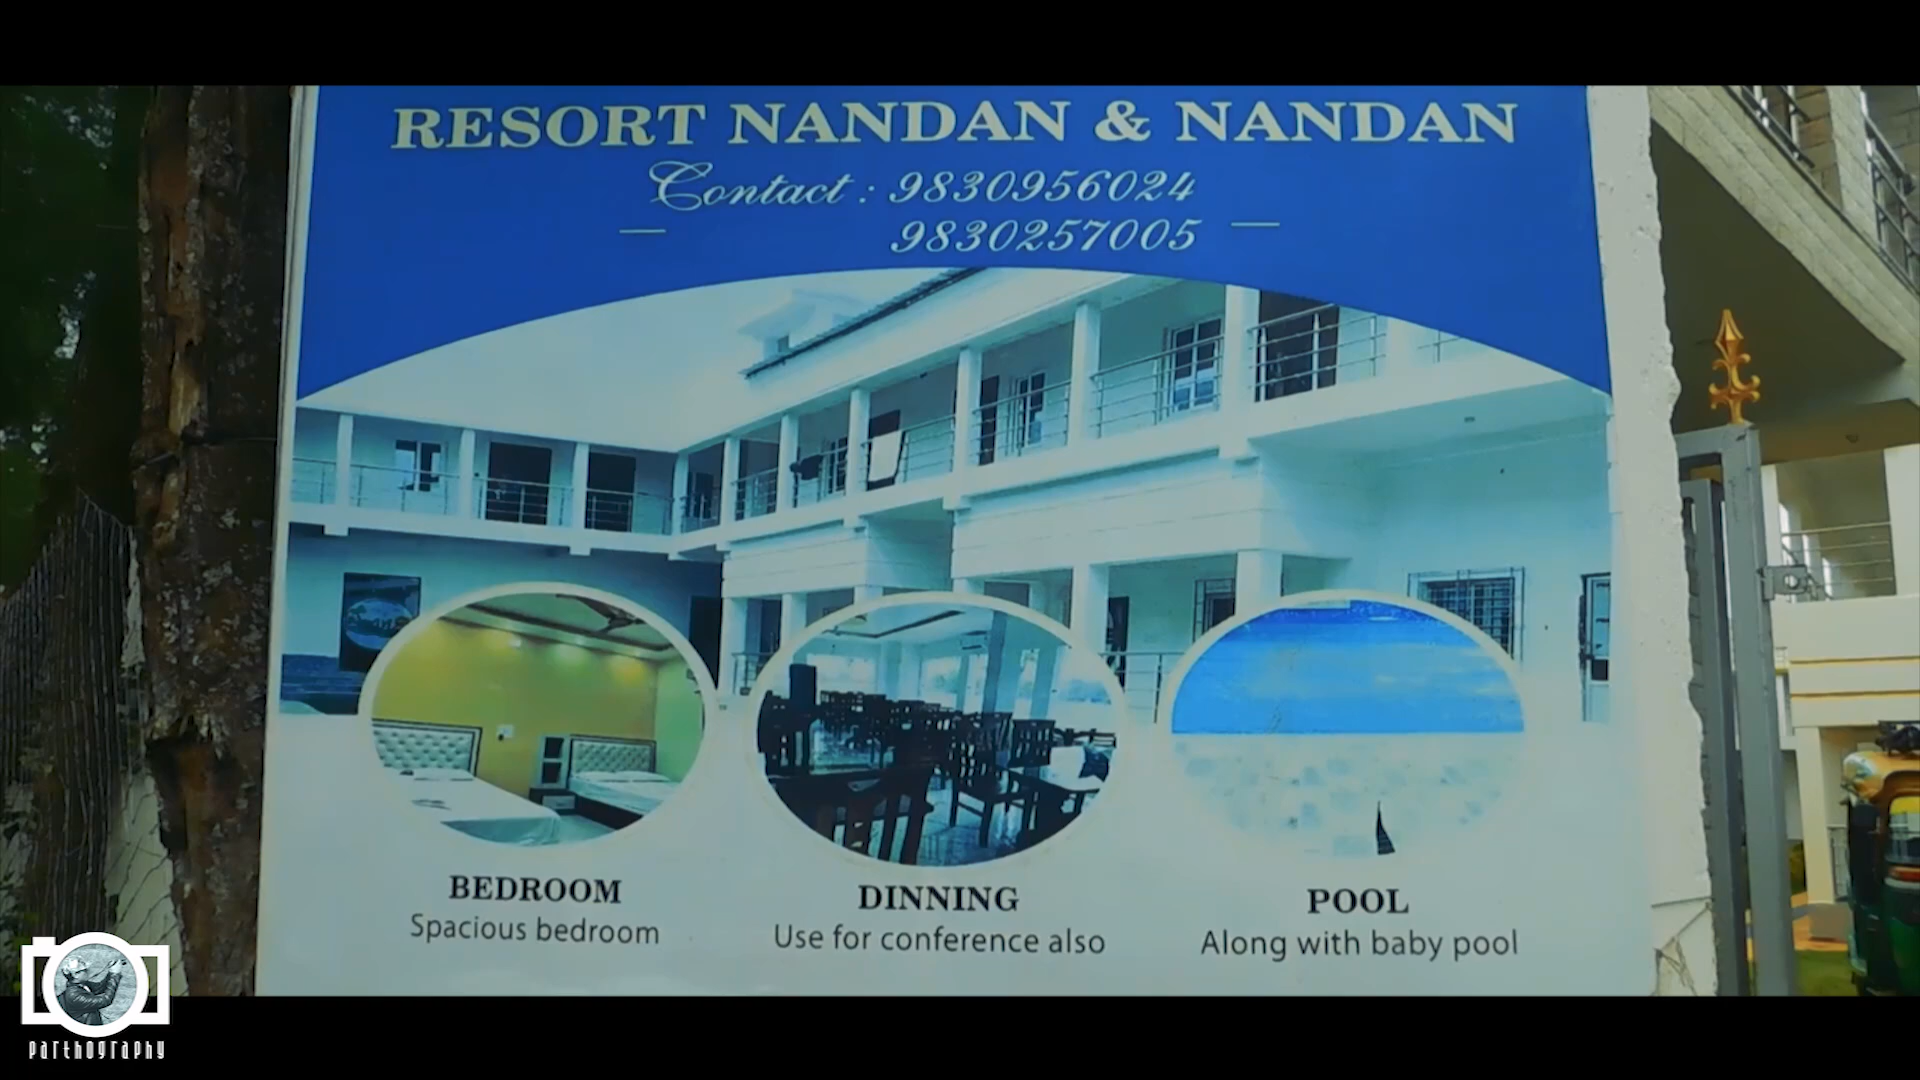 RESORT NANDAN & NANDAN
Contact : 9830956024
9830257005
BEDROOM
Spacious bedroom
DINNING
Use for conference also
POOL
Along with baby pool
parthography